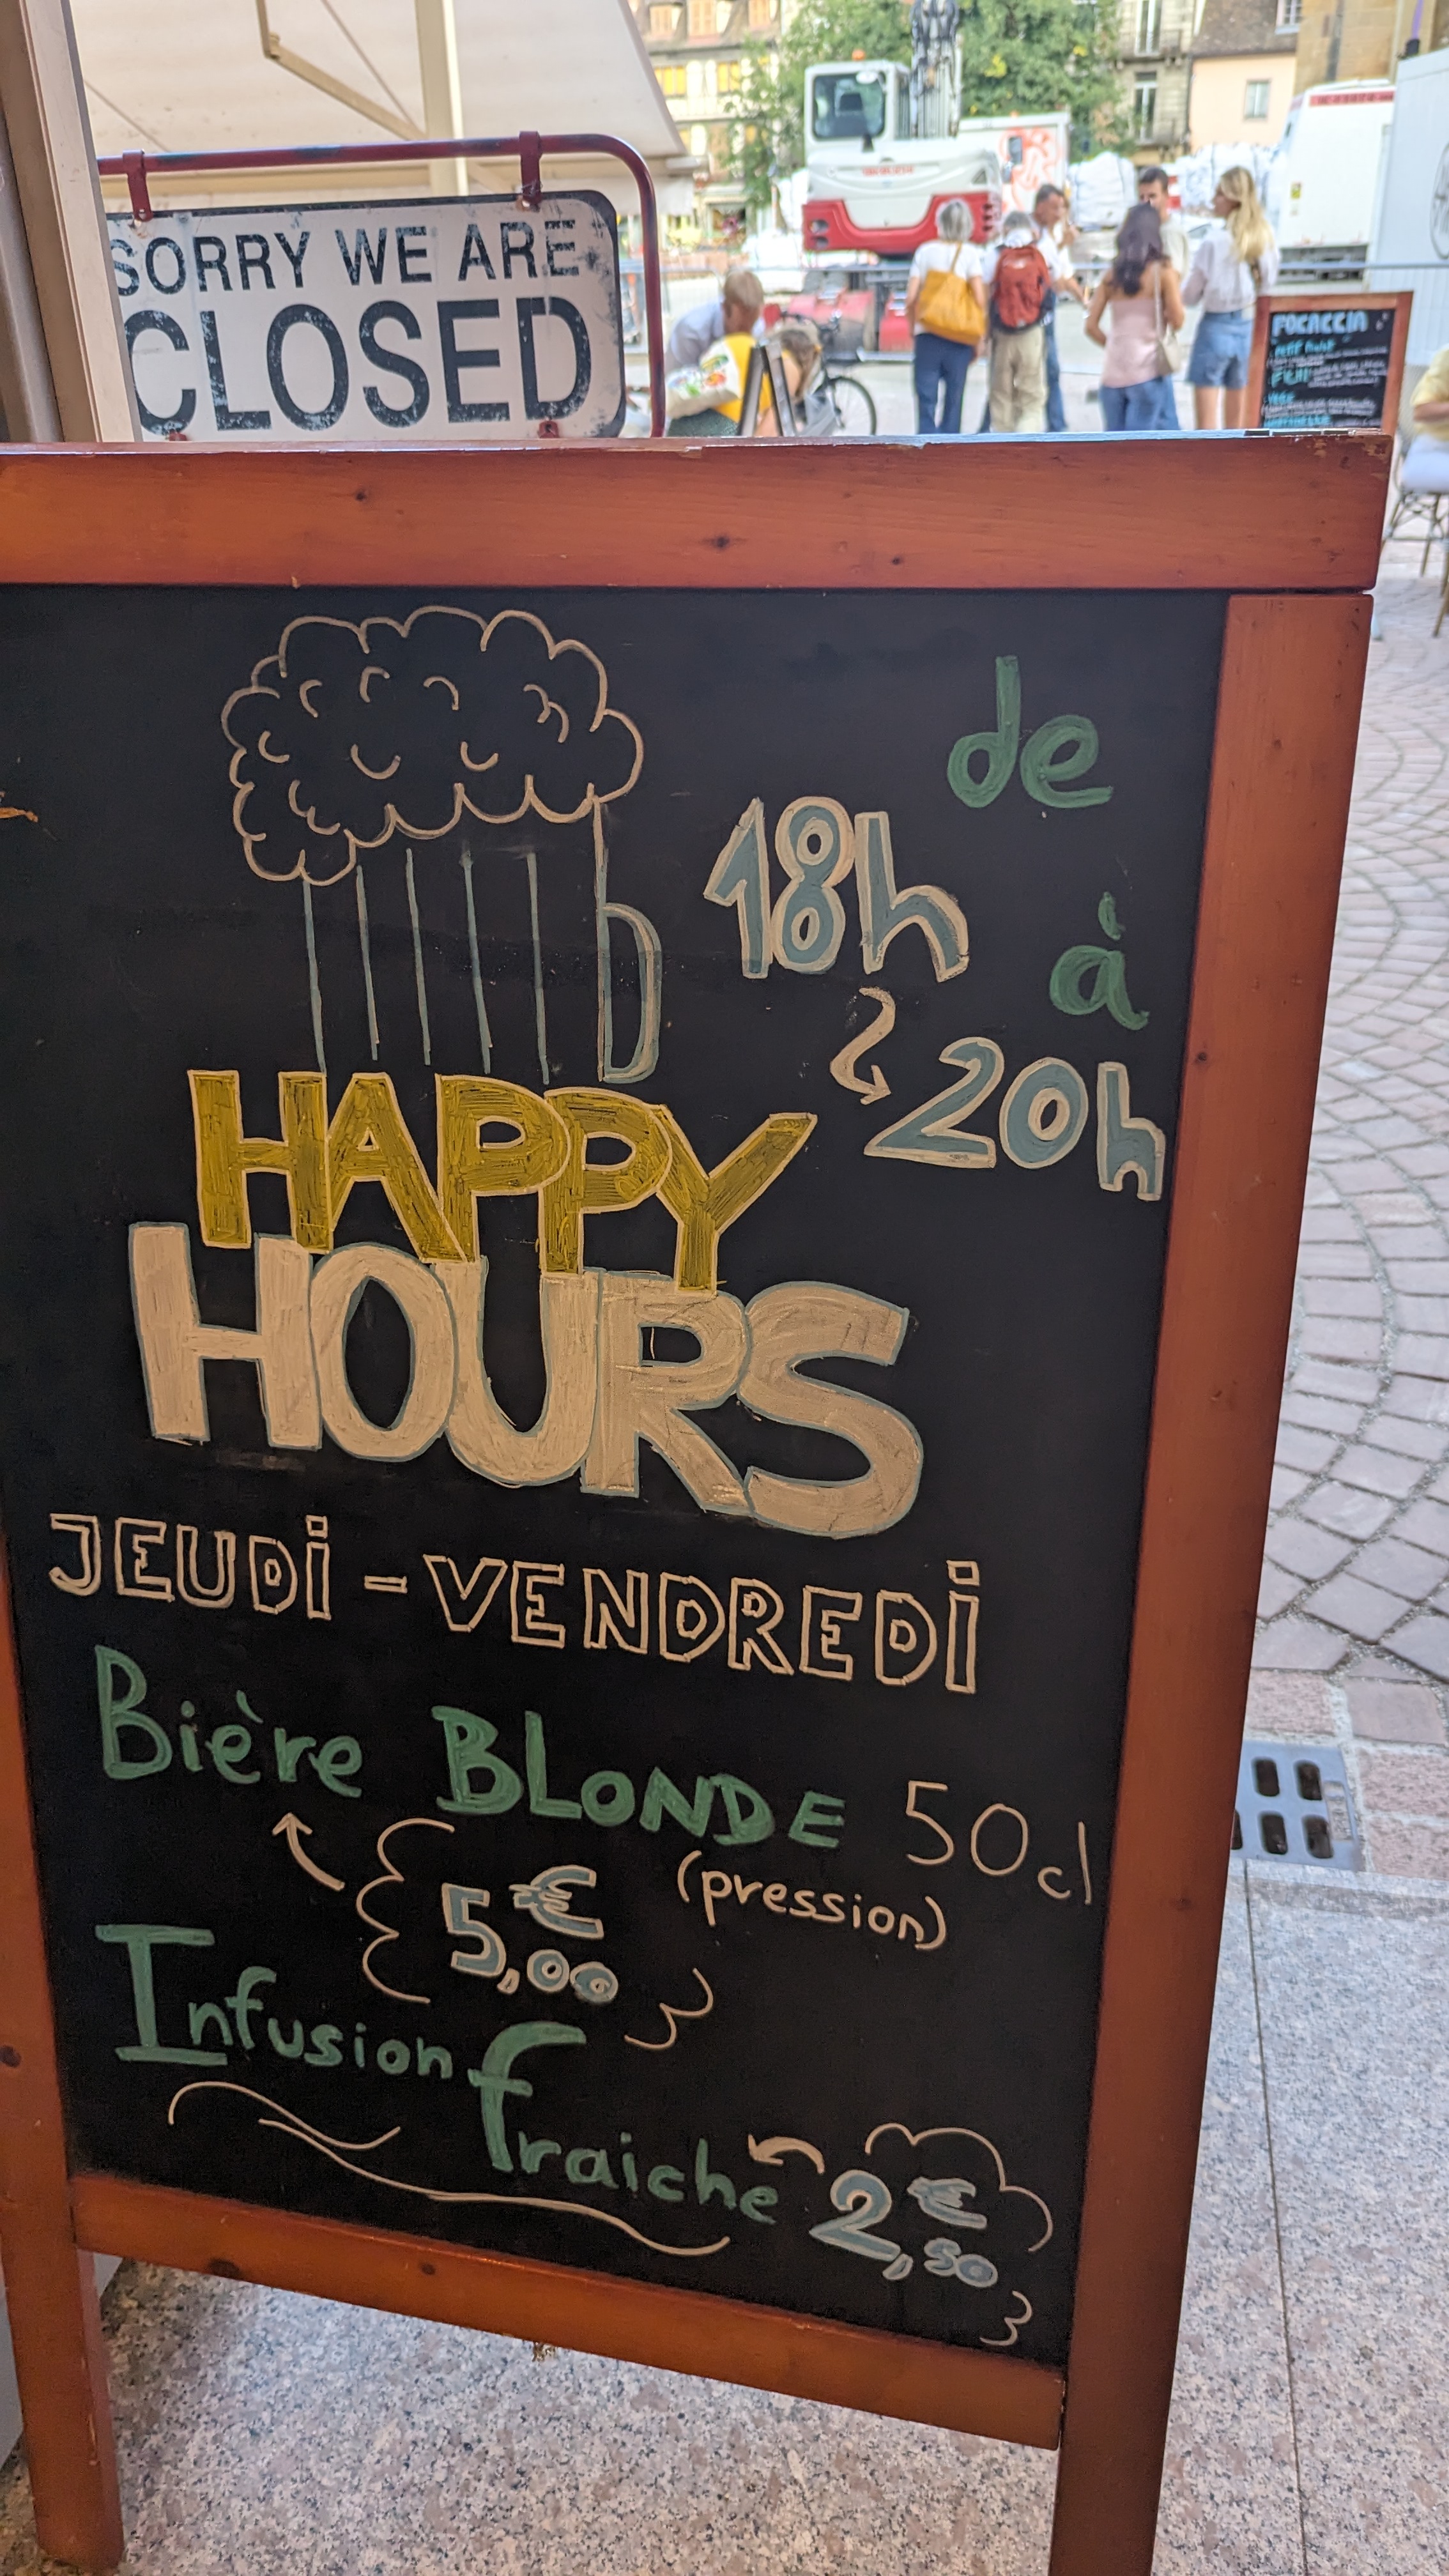 SORRY WE ARE
CLOSED
FOCACCIA
de
18h
à
20h
HAPPY
HOURS
JEUDI - VENDREDI
Bière BLONDE 50cl
(pression)
5,00€
Infusion fraiche
2,50€